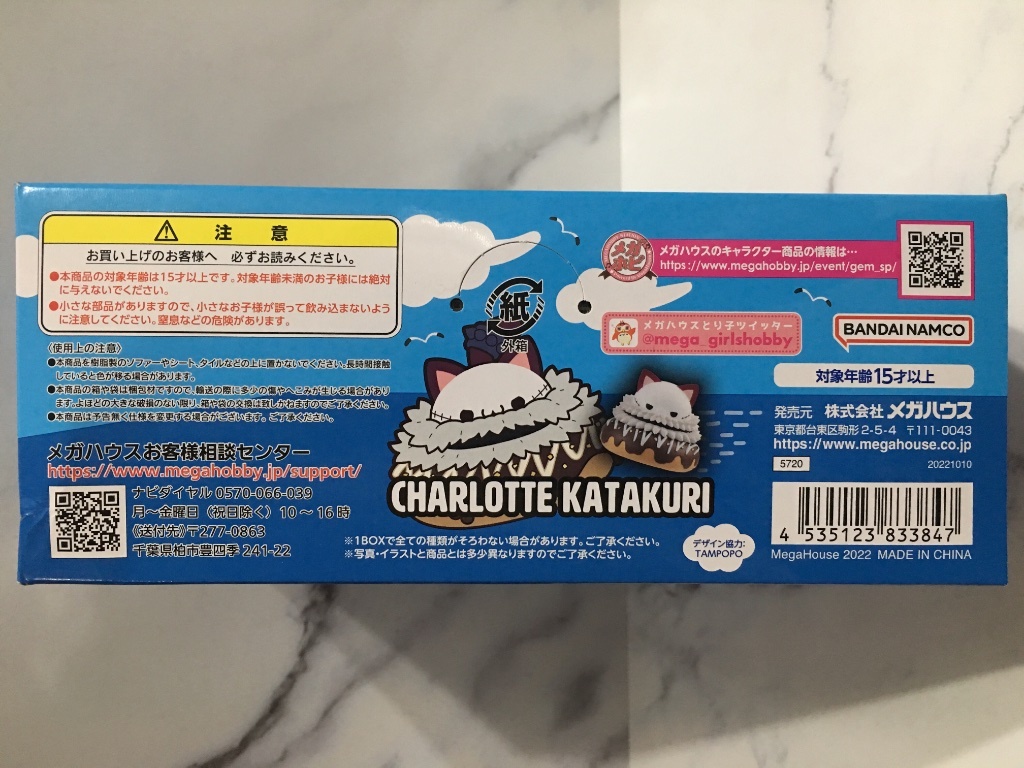 注意
お買い上げのお客様へ 必ずお読みください。
●本商品の対象年齢は15才以上です。対象年齢未満のお子様には絶対
に与えないでください。
●小さな部品がありますので、小さなお子様が誤って飲み込まないよう
に注意してください。窒息などの危険があります。
〈使用上の注意〉
●本商品を樹脂製のソファーやシート、タイルなどの上に置かないでください。長時間接触
していると色が移る場合があります。
●本商品の箱や袋は梱包材ですので、輸送の際に多少の傷やへこみが生じる場合があり
ます。よほどの大きな破損のない限り、箱や袋の交換は致しかねますのでご了承ください。
●本商品は予告無く仕様を変更する場合がございます。ご了承ください。
メガハウスお客様相談センター
https://www.megahobby.jp/support/
ナビダイヤル 0570-066-039
月〜金曜日（祝日除く）10〜16時
《送付先》〒277-0863
千葉県柏市豊四季241-22
紙
外箱
CHARLOTTE KATAKURI
※1BOXで全ての種類がそろわない場合があります。ご了承ください。
※写真・イラストと商品とは多少異なりますのでご了承ください。
デザイン協力:
TAMPOPO
メガハウスのキャラクター商品の情報は…
https://www.megahobby.jp/event/gem_sp/
メガハウスとり子ツイッター
@mega_girlshobby
BANDAI NAMCO
対象年齢15才以上
発売元 株式会社メガハウス
東京都台東区駒形2-5-4 〒111-0043
https://www.megahouse.co.jp
5720 20221010
4 535123 833847
MegaHouse 2022 MADE IN CHINA